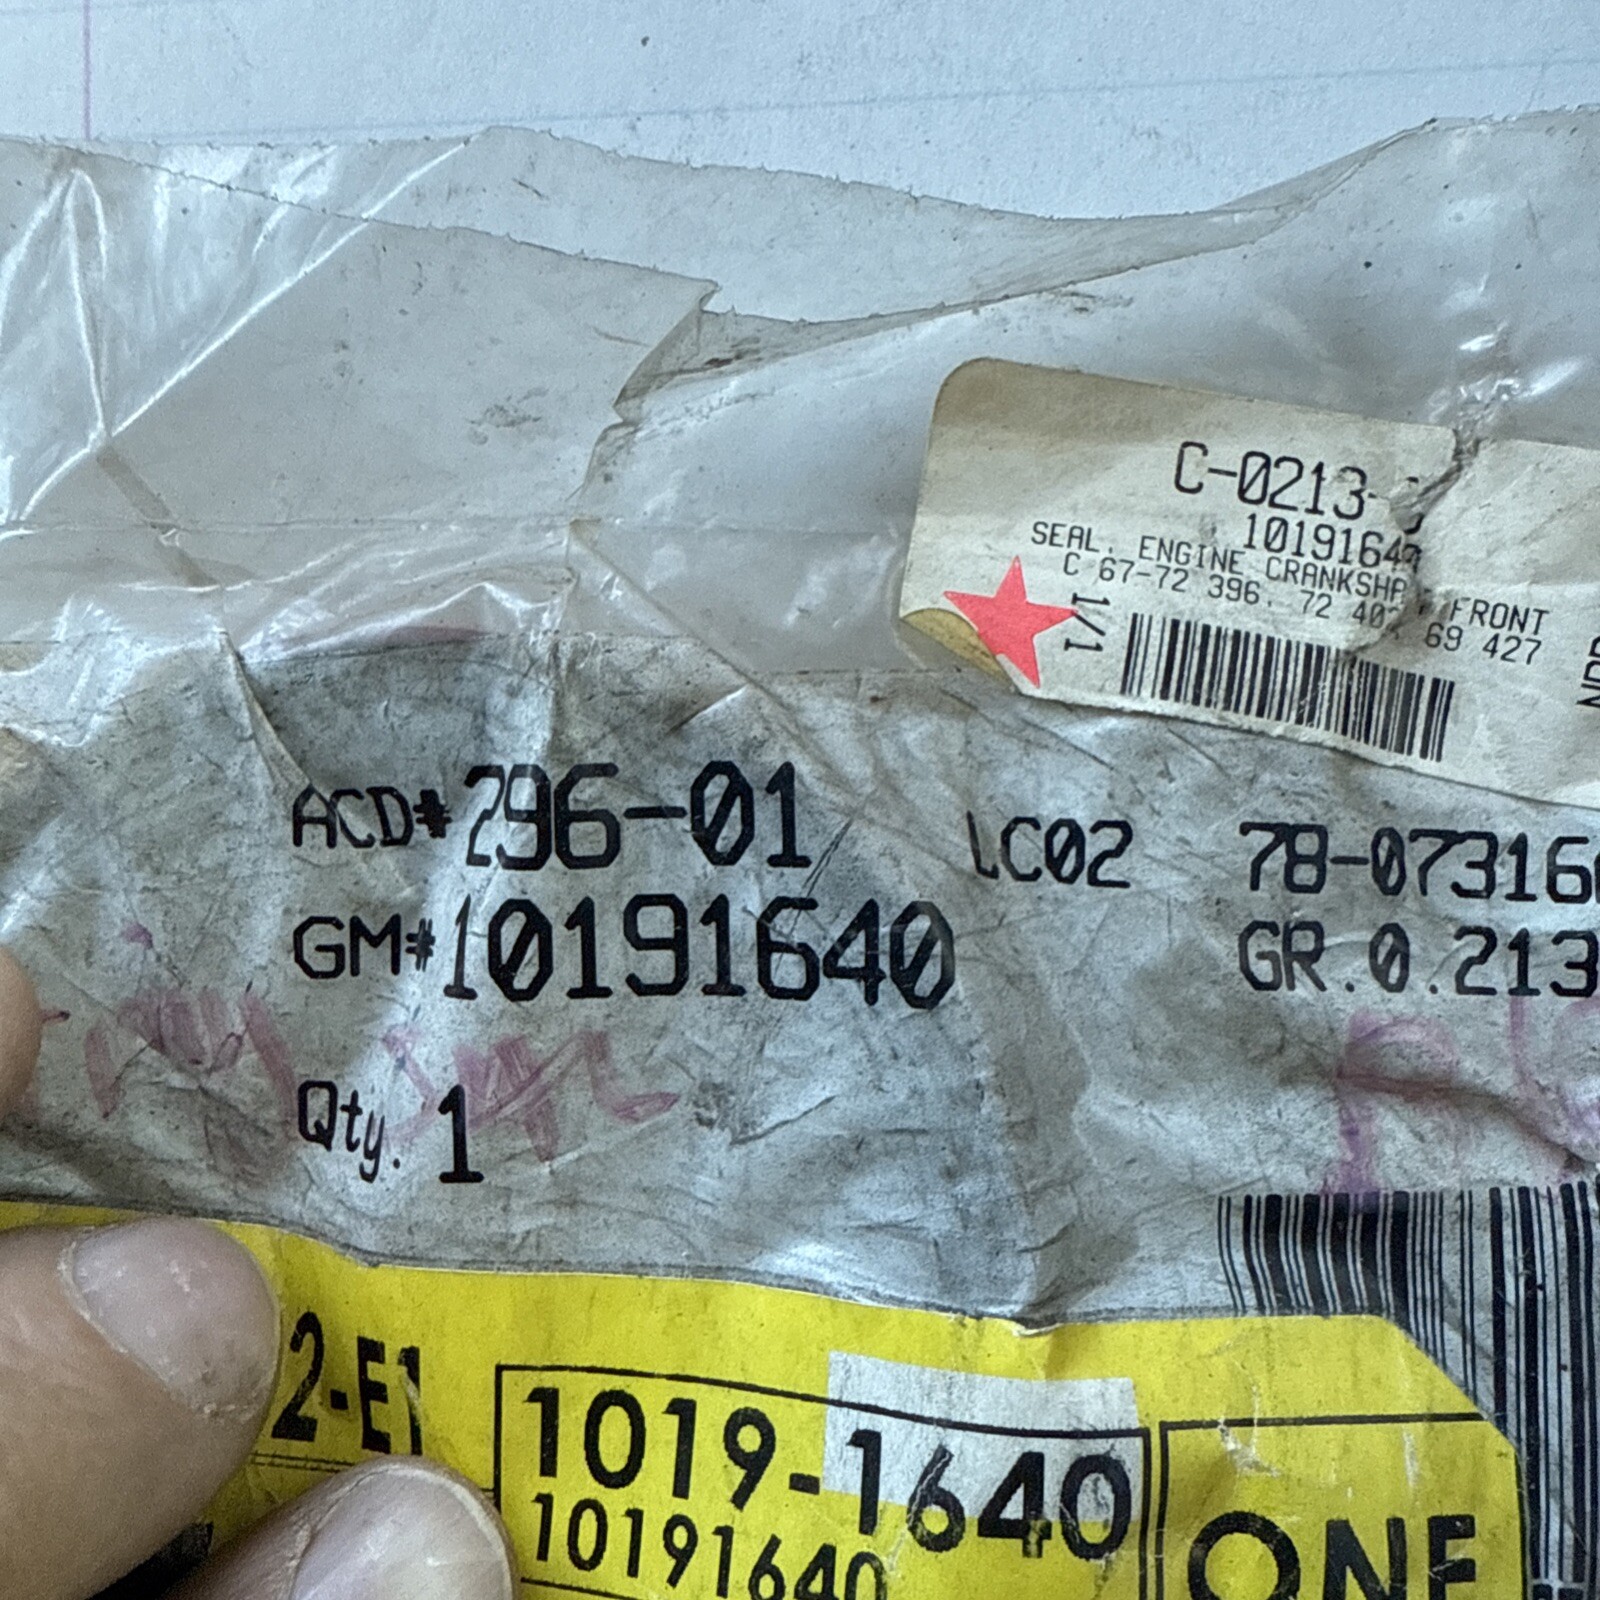 C-0213-
1019164
SEAL, ENGINE CRANKSHA FRONT
C 67-72 396, 72 402, 69 427
1/1
ACD#296-01
LC02
78-07316
GM#10191640
GR.0.213
Qty. 1
2-E1
1019-1640
10191640
ONE